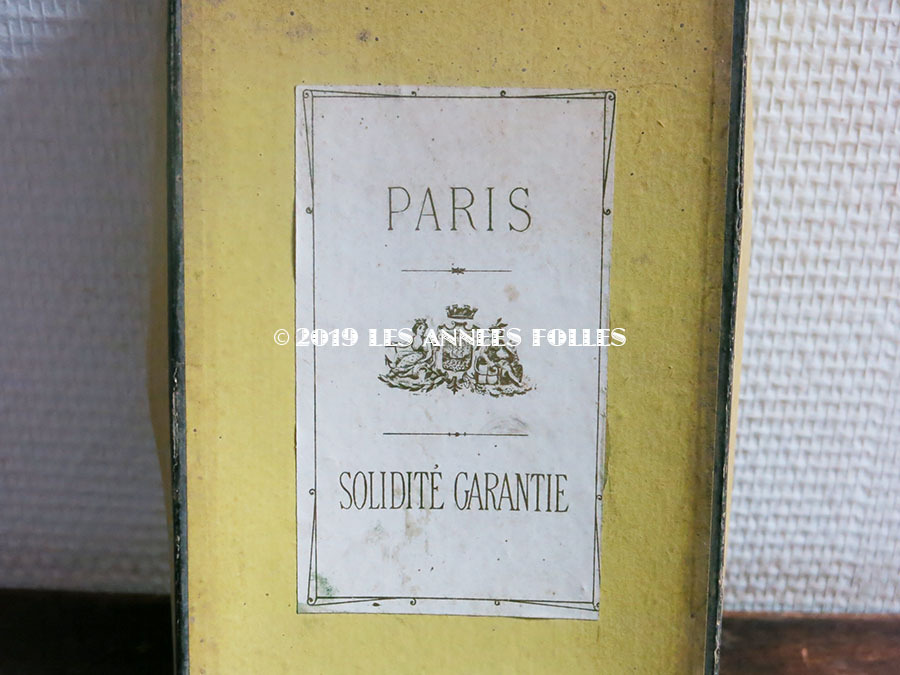 PARIS
© 2019 LES ANNEES FOLLES
SOLIDITÉ GARANTIE